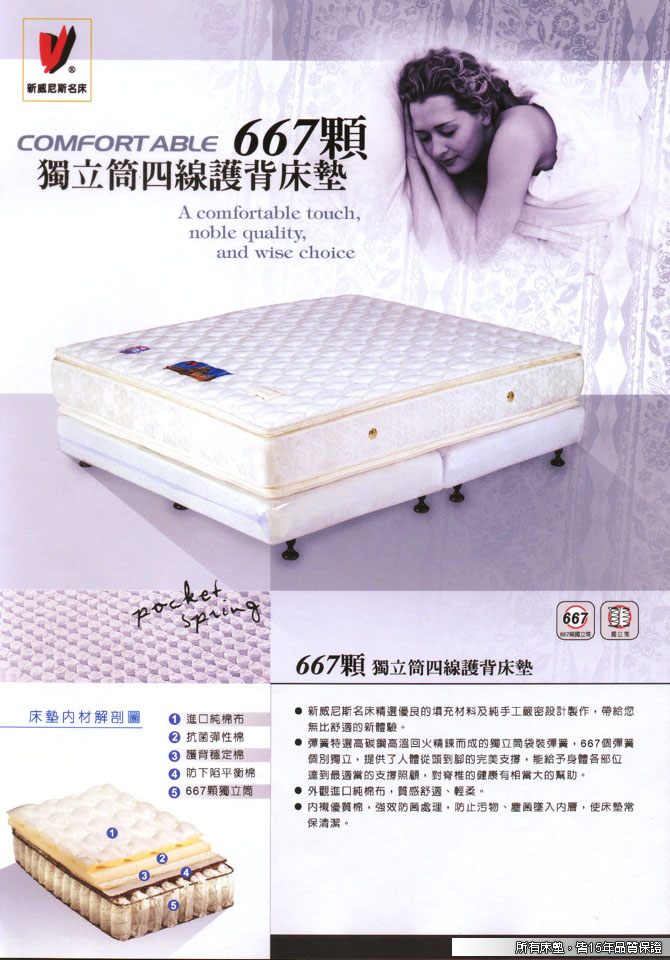 新威尼斯名床
®
COMFORTABLE 667顆
獨立筒四線護背床墊
A comfortable touch,
noble quality,
and wise choice
pocket
spring
667
667顆獨立筒
獨立筒
667顆 獨立筒四線護背床墊
床墊內材解剖圖
1 進口純棉布
2 抗菌彈性棉
3 護背穩定棉
4 防下陷平衡棉
5 667顆獨立筒
1
2
3
4
5
● 新威尼斯名床精選優良的填充材料及純手工嚴密設計製作，帶給您
無比舒適的新體驗。
● 彈簧特選高碳鋼高溫回火精鍊而成的獨立筒袋裝彈簧，667個彈簧
個別獨立，提供了人體從頭到腳的完美支撐，能給予身體各部位
達到最適當的支撐照顧，對脊椎的健康有相當大的幫助。
● 外觀進口純棉布，質感舒適、輕柔。
● 內襯優質棉，強效防菌處理，防止污物、塵菌墜入內層，使床墊常
保清潔。
所有床墊，皆15年品質保證